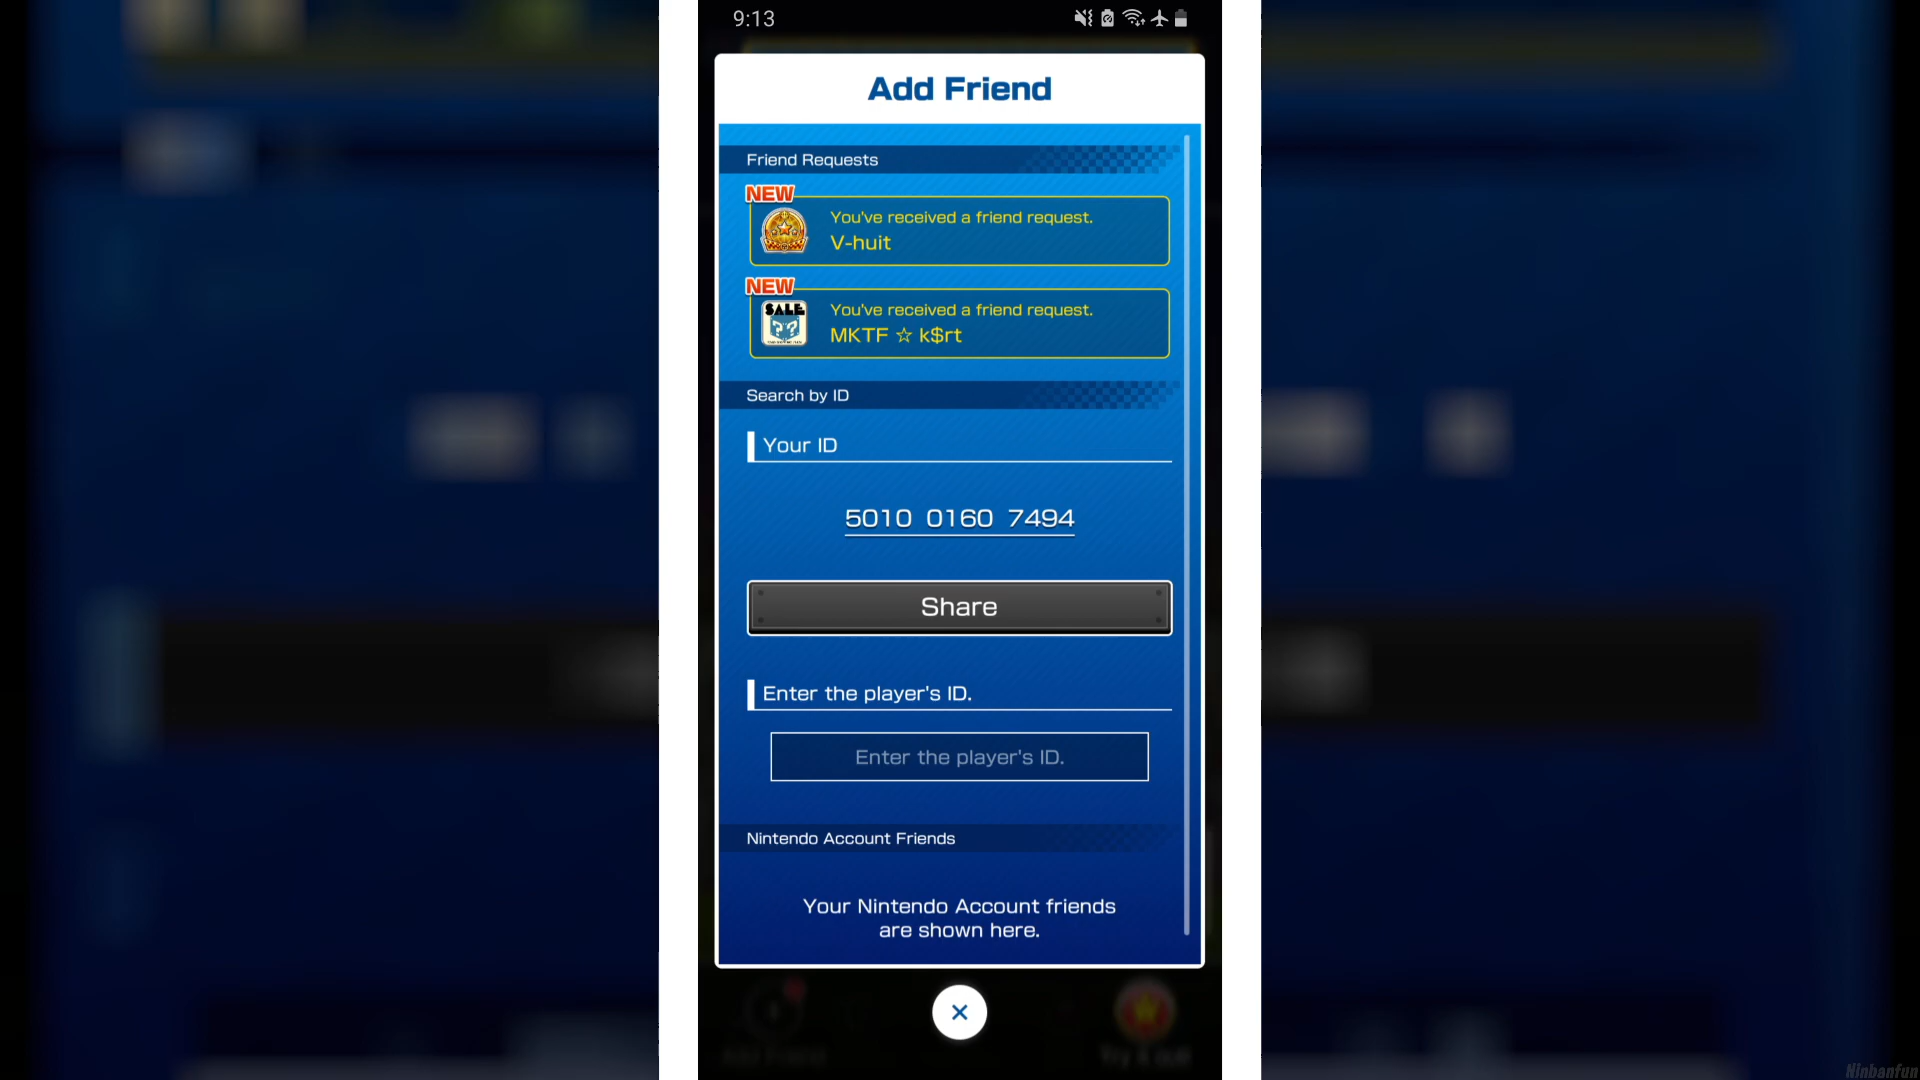 9:13
Add Friend
Friend Requests
NEW
You've received a friend request.
V-huit
NEW
SALE
You've received a friend request.
MKTF ☆ k$rt
Search by ID
Your ID
5010 0160 7494
Share
Enter the player's ID.
Enter the player's ID.
Nintendo Account Friends
Your Nintendo Account friends
are shown here.
Add Friend
Ninbanfun